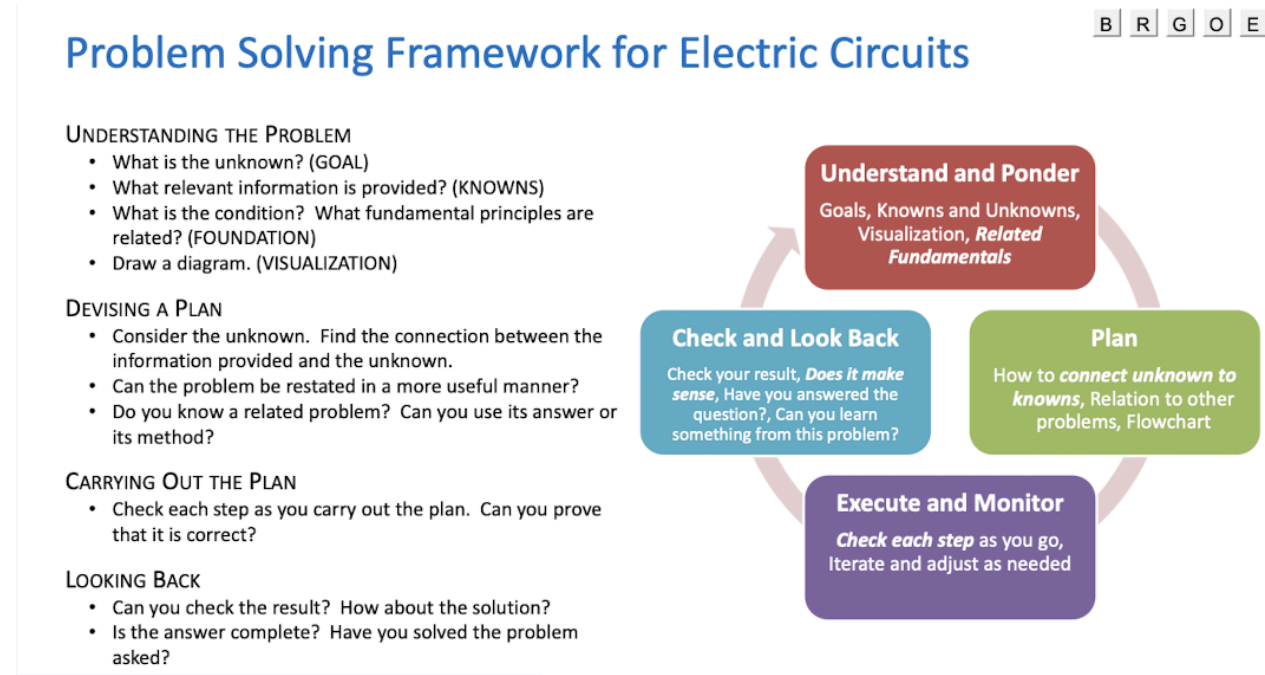 B R G O E
Problem Solving Framework for Electric Circuits
UNDERSTANDING THE PROBLEM
• What is the unknown? (GOAL)
• What relevant information is provided? (KNOWNS)
• What is the condition? What fundamental principles are
related? (FOUNDATION)
• Draw a diagram. (VISUALIZATION)
DEVISING A PLAN
• Consider the unknown. Find the connection between the
information provided and the unknown.
• Can the problem be restated in a more useful manner?
• Do you know a related problem? Can you use its answer or
its method?
CARRYING OUT THE PLAN
• Check each step as you carry out the plan. Can you prove
that it is correct?
LOOKING BACK
• Can you check the result? How about the solution?
• Is the answer complete? Have you solved the problem
asked?
Understand and Ponder
Goals, Knowns and Unknowns,
Visualization, Related
Fundamentals
Plan
How to connect unknown to
knowns, Relation to other
problems, Flowchart
Execute and Monitor
Check each step as you go,
Iterate and adjust as needed
Check and Look Back
Check your result, Does it make
sense, Have you answered the
question?, Can you learn
something from this problem?